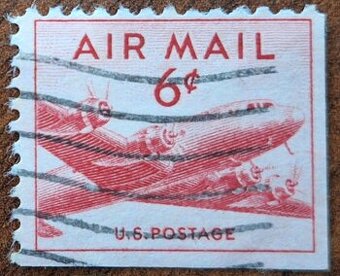 AIR MAIL
6¢
U.S. POSTAGE